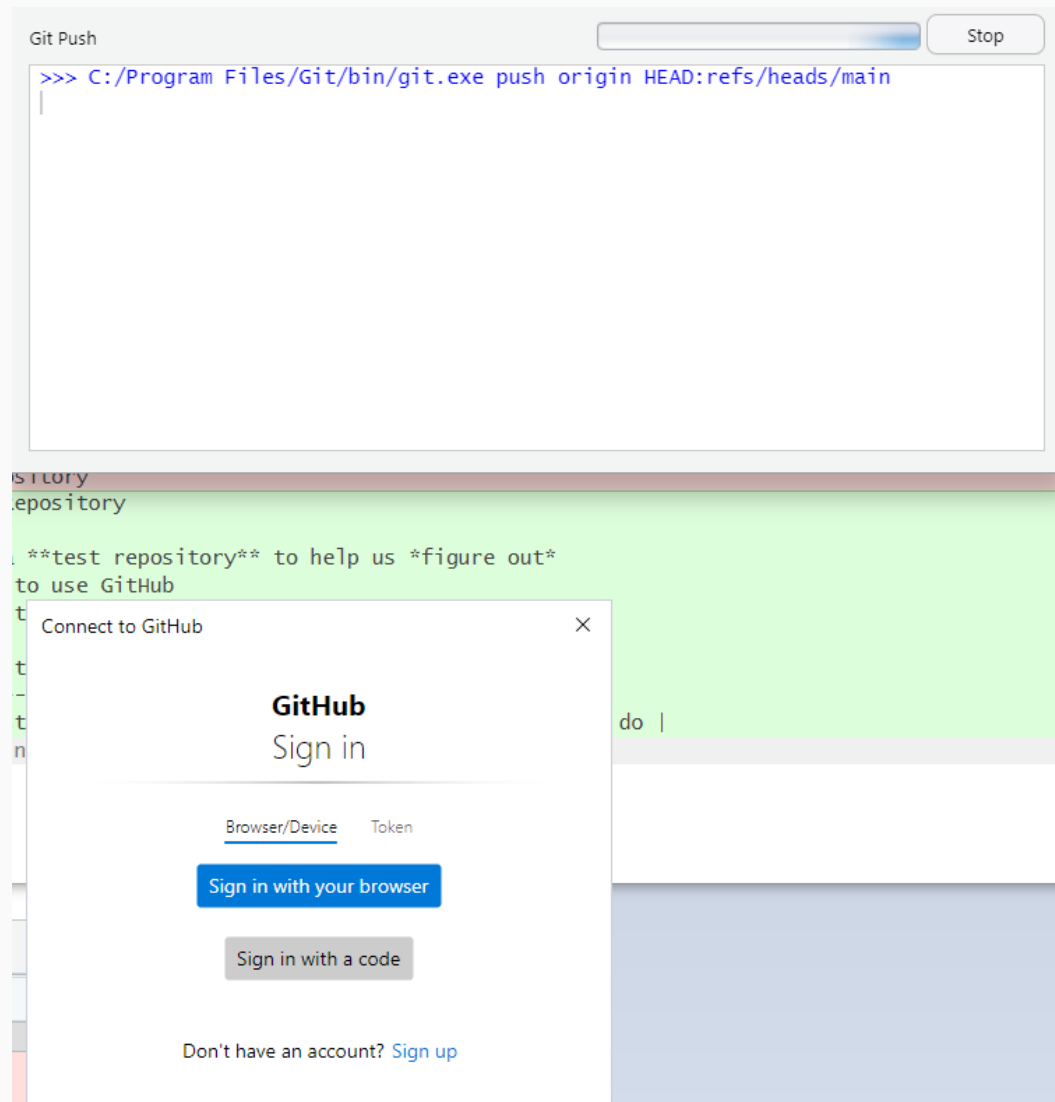 Git Push
Stop
>>> C:/Program Files/Git/bin/git.exe push origin HEAD:refs/heads/main
ository
epository
**test repository** to help us *figure out*
to use GitHub
t
Connect to GitHub
t
--
GitHub
t
do |
Sign in
n
Browser/Device Token
Sign in with your browser
Sign in with a code
Don't have an account? Sign up